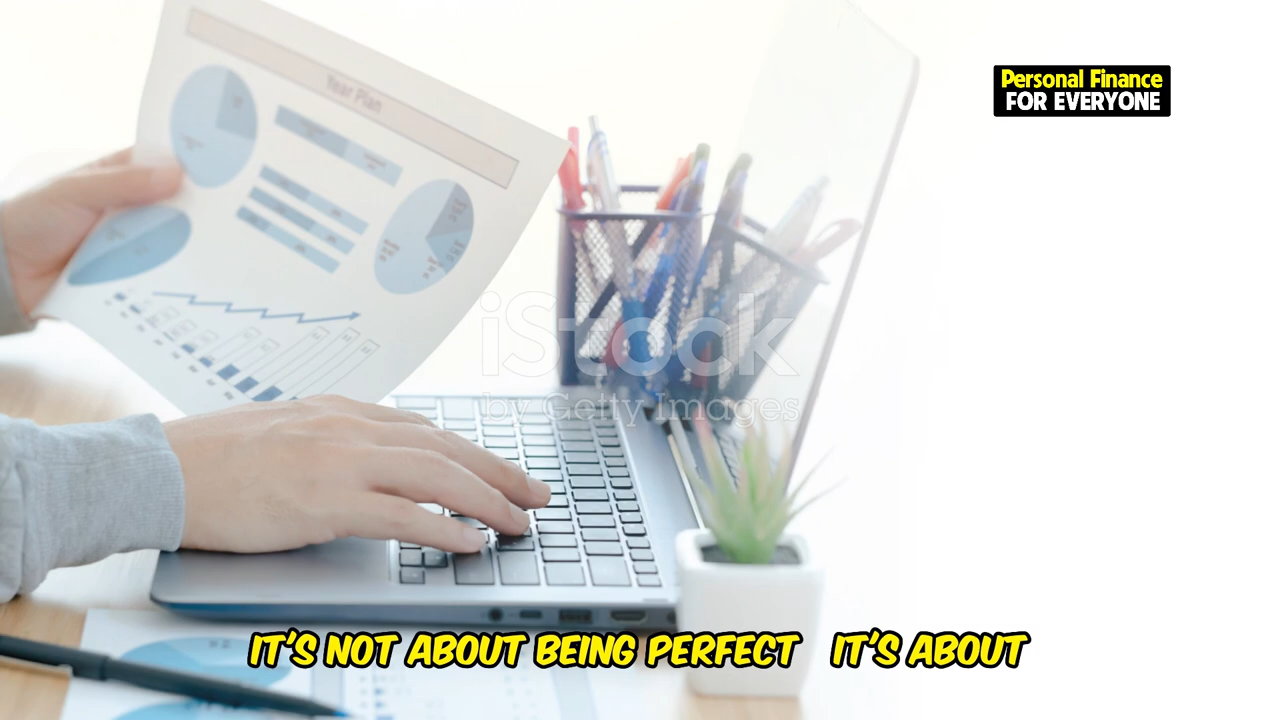 Personal Finance
FOR EVERYONE
Year Plan
iStock
by Getty Images
IT'S NOT ABOUT BEING PERFECT IT'S ABOUT